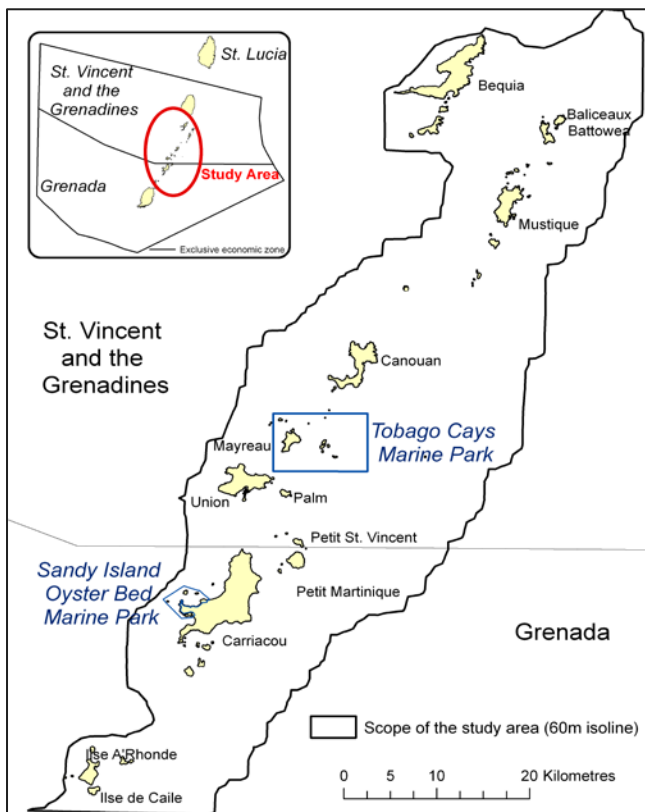 St. Lucia
St. Vincent
and the
Grenadines
Study Area
Grenada
Exclusive economic zone
Bequia
Baliceaux
Battowea
Mustique
St. Vincent
and the
Grenadines
Canouan
Tobago Cays
Marine Park
Mayreau
Union
Palm
Petit St. Vincent
Sandy Island
Oyster Bed
Marine Park
Petit Martinique
Carriacou
Grenada
Scope of the study area (60m isoline)
Ilse A'Rhonde
Ilse de Caile
0 5 10 20 Kilometres